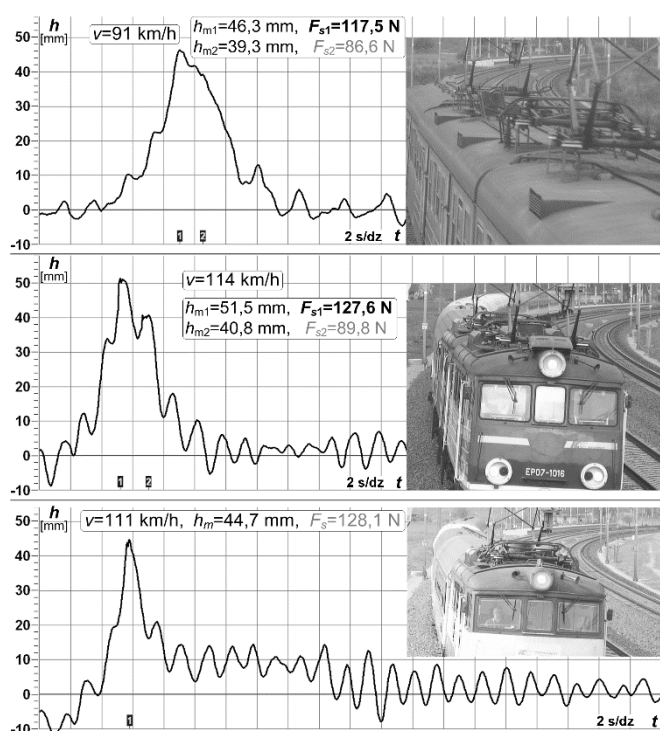 h
[mm]
v=91 km/h
hm1=46,3 mm, Fs1=117,5 N
hm2=39,3 mm, Fs2=86,6 N
50
40
30
20
10
0
-10
1 2
2 s/dz t
h
[mm]
v=114 km/h
hm1=51,5 mm, Fs1=127,6 N
hm2=40,8 mm, Fs2=89,8 N
50
40
30
20
10
0
-10
1 2
2 s/dz t
EP07-1016
h
[mm]
v=111 km/h, hm=44,7 mm, Fs=128,1 N
50
40
30
20
10
0
-10
1
2 s/dz t